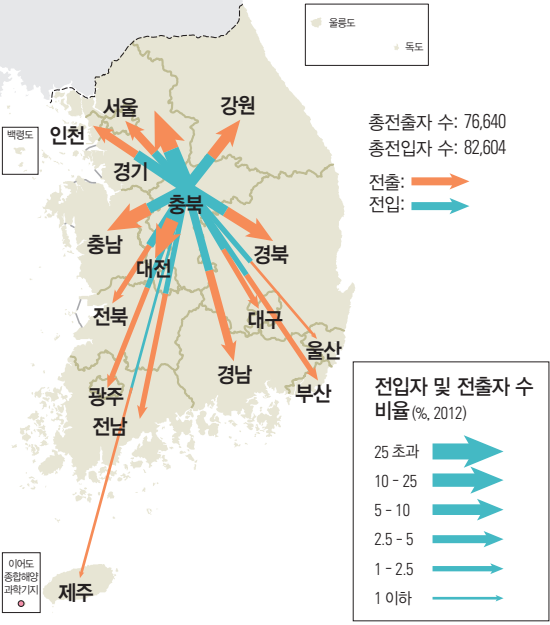 울릉도
독도
백령도
서울
강원
인천
경기
충북
충남
대전
경북
전북
대구
울산
경남
부산
광주
전남
제주
이어도
종합해양
과학기지
총전출자 수: 76,640
총전입자 수: 82,604
전출:
전입:
전입자 및 전출자 수
비율(%, 2012)
25 초과
10 - 25
5 - 10
2.5 - 5
1 - 2.5
1 이하